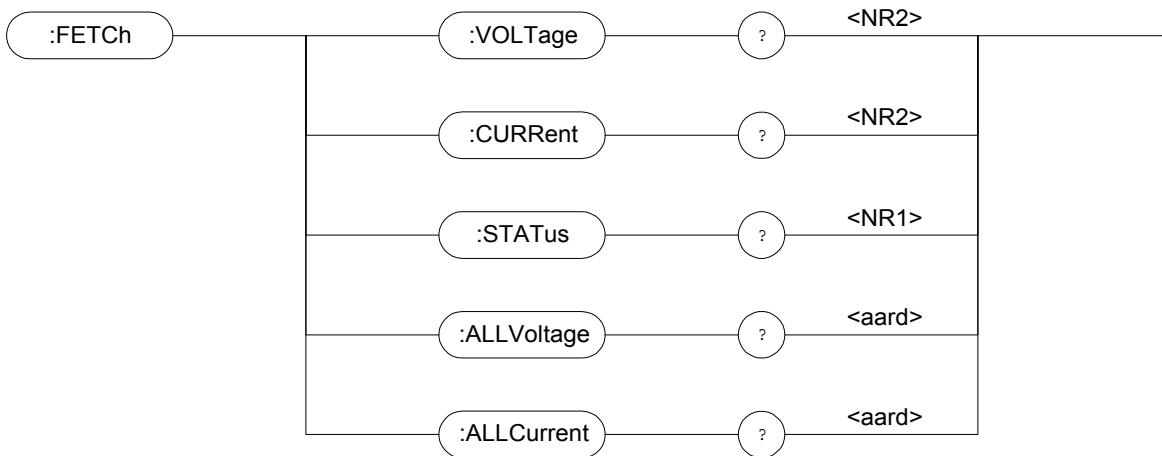 :FETCh :VOLTage ? <NR2>
:CURRent ? <NR2>
:STATus ? <NR1>
:ALLVoltage ? <aard>
:ALLCurrent ? <aard>